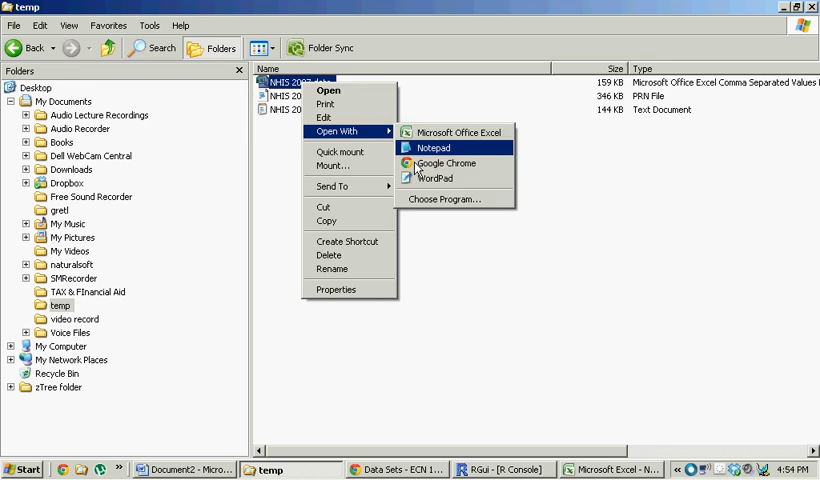 temp
File Edit View Favorites Tools Help
Back Search Folders Folder Sync
Folders
Desktop
My Documents
Audio Lecture Recordings
Audio Recorder
Books
Dell WebCam Central
Downloads
Dropbox
Free Sound Recorder
gretl
My Music
My Pictures
My Videos
naturalsoft
SMRecorder
TAX & FInancial Aid
temp
video record
Voice Files
My Computer
My Network Places
Recycle Bin
zTree folder
Name Size Type
NHIS 2007 data 159 KB Microsoft Office Excel Comma Separated Values
NHIS 20 346 KB PRN File
NHIS 20 144 KB Text Document
Open
Print
Edit
Open With
Quick mount
Mount...
Send To
Cut
Copy
Create Shortcut
Delete
Rename
Properties
Microsoft Office Excel
Notepad
Google Chrome
WordPad
Choose Program...
Start Document2 - Micro... temp Data Sets - ECN 1... RGui - [R Console] Microsoft Excel - N... 4:54 PM